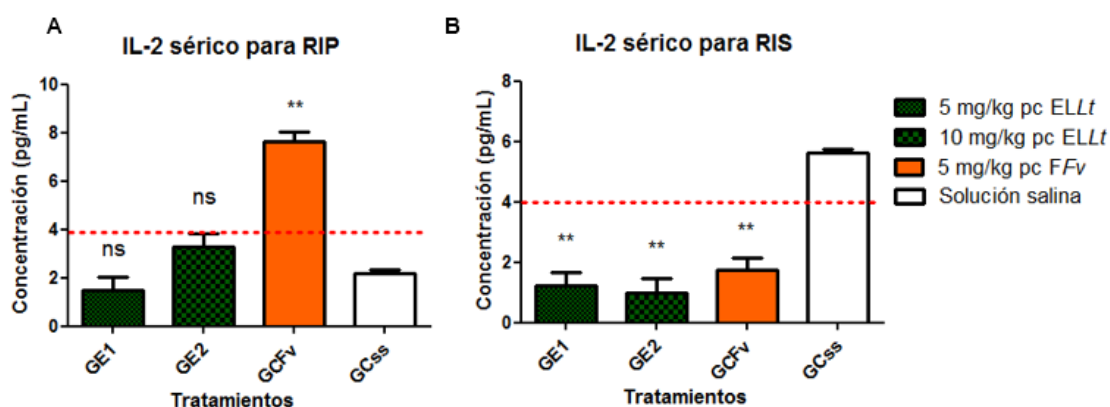 A
IL-2 sérico para RIP
Concentración (pg/mL)
10
8
6
4
2
0
ns
ns
**
GE1
GE2
GCFv
GCss
Tratamientos
B
IL-2 sérico para RIS
Concentración (pg/mL)
8
6
4
2
0
**
**
**
GE1
GE2
GCFv
GCss
Tratamientos
5 mg/kg pc ELLt
10 mg/kg pc ELLt
5 mg/kg pc FFv
Solución salina